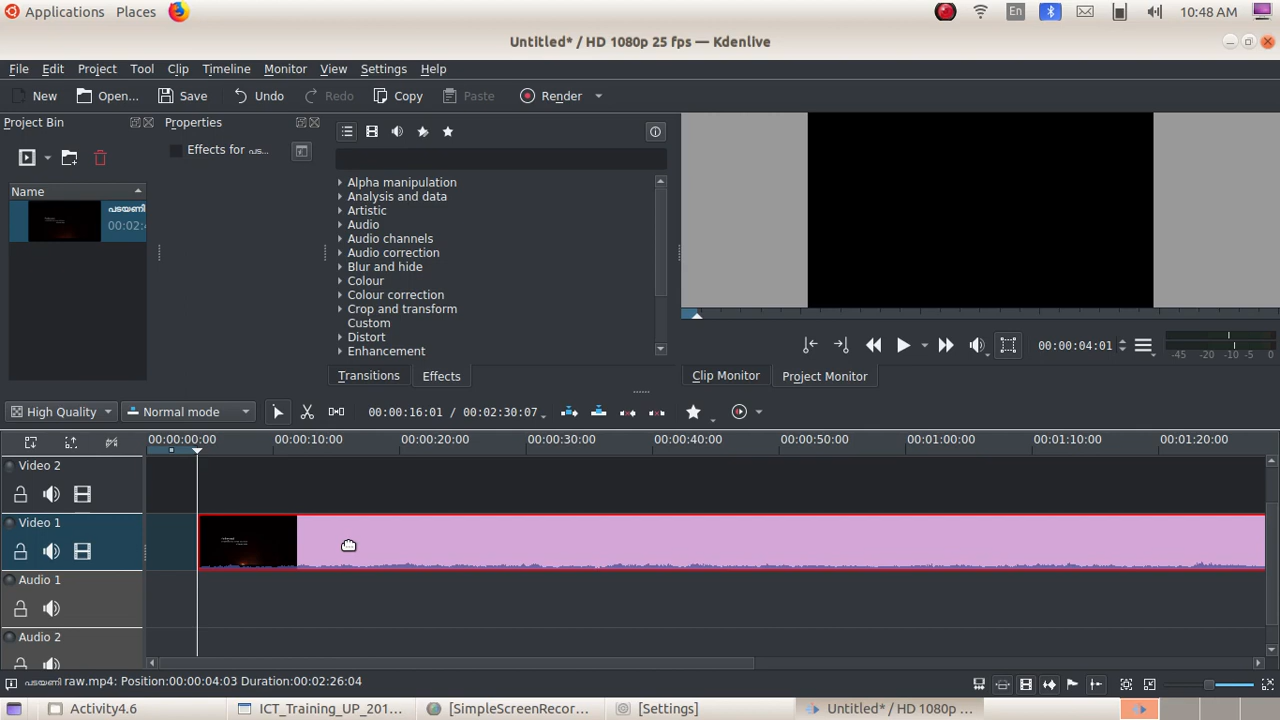 Applications Places En 10:48 AM
Untitled* / HD 1080p 25 fps — Kdenlive
File Edit Project Tool Clip Timeline Monitor View Settings Help
New Open... Save Undo Redo Copy Paste Render
Project Bin Properties
Effects for പട...
Name
പടയണി
00:02:4
Alpha manipulation
Analysis and data
Artistic
Audio
Audio channels
Audio correction
Blur and hide
Colour
Colour correction
Crop and transform
Custom
Distort
Enhancement
00:00:04:01 -45 -20 -10 -5 0
Transitions Effects Clip Monitor Project Monitor
High Quality Normal mode 00:00:16:01 / 00:02:30:07
00:00:00:00 00:00:10:00 00:00:20:00 00:00:30:00 00:00:40:00 00:00:50:00 00:01:00:00 00:01:10:00 00:01:20:00
Video 2
Video 1
Audio 1
Audio 2
പടയണി raw.mp4: Position:00:00:04:03 Duration:00:02:26:04
Activity4.6 ICT_Training_UP_201... [SimpleScreenRecor... [Settings] Untitled* / HD 1080p ...